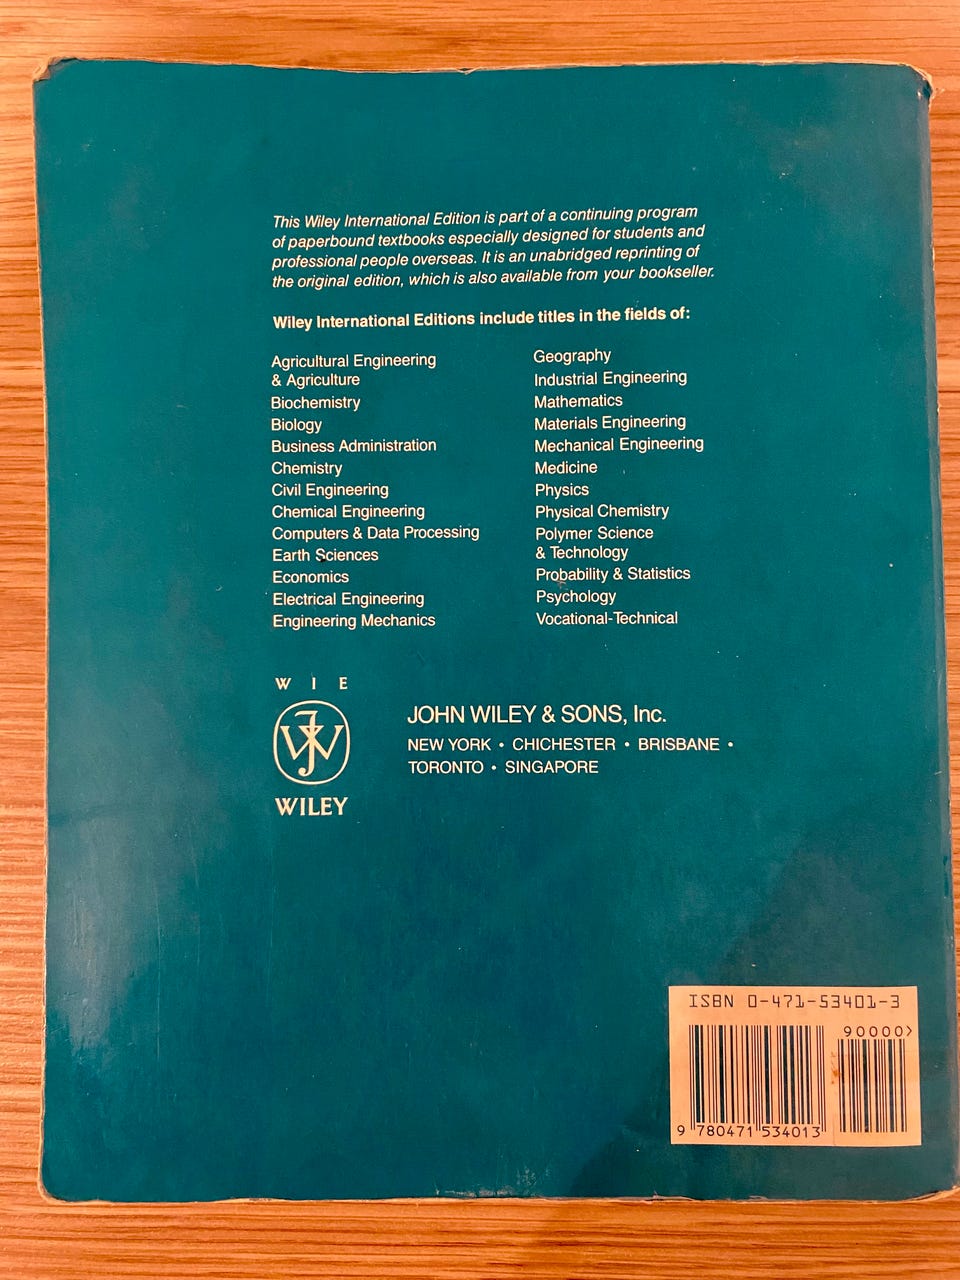 This Wiley International Edition is part of a continuing program
of paperbound textbooks especially designed for students and
professional people overseas. It is an unabridged reprinting of
the original edition, which is also available from your bookseller.
Wiley International Editions include titles in the fields of:
Agricultural Engineering
& Agriculture
Biochemistry
Biology
Business Administration
Chemistry
Civil Engineering
Chemical Engineering
Computers & Data Processing
Earth Sciences
Economics
Electrical Engineering
Engineering Mechanics
Geography
Industrial Engineering
Mathematics
Materials Engineering
Mechanical Engineering
Medicine
Physics
Physical Chemistry
Polymer Science
& Technology
Probability & Statistics
Psychology
Vocational-Technical
W I E
JW
WILEY
JOHN WILEY & SONS, Inc.
NEW YORK • CHICHESTER • BRISBANE •
TORONTO • SINGAPORE
ISBN 0-471-53401-3
90000>
9 780471 534013